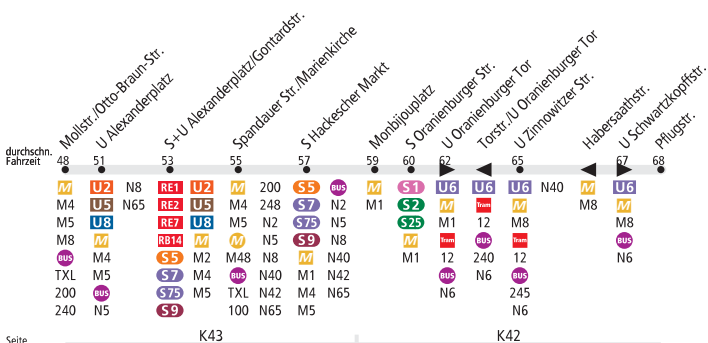 Mollstr./Otto-Braun-Str.
U Alexanderplatz
S+U Alexanderplatz/Gontardstr.
Spandauer Str./Marienkirche
S Hackescher Markt
Monbijouplatz
S Oranienburger Str.
U Oranienburger Tor
Torstr./U Oranienburger Tor
U Zinnowitzer Str.
Habersaathstr.
U Schwartzkopffstr.
Pflugstr.
durchschn.
Fahrzeit
48 51 53 55 57 59 60 62 65 67 68
M U2 N8 RE1 U2 M 200 S5 BUS M S1 U6 U6 U6 N40 M U6
M4 U5 N65 RE2 U5 M4 248 S7 N2 M1 S2 M Tram M M8 M
M5 U8 RE7 U8 M5 N2 S75 N5 S25 M1 12 M8 M8
M8 M RB14 M M N5 S9 N8 M Tram BUS Tram BUS
BUS M4 S5 M2 M48 N8 M N40 M1 12 240 12 N6
TXL M5 S7 M4 BUS N40 M1 N42 BUS N6 BUS
200 BUS S75 M5 TXL N42 M4 N65 N6 245
240 N5 S9 100 N65 M5 N6
Seite K43 K42